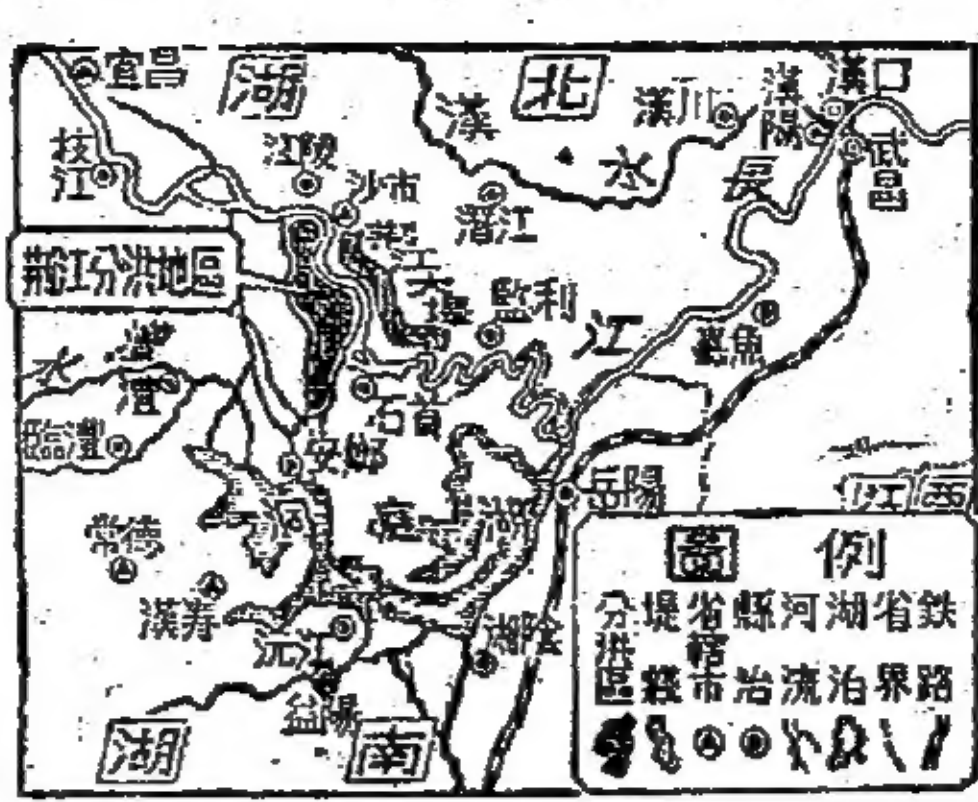 宜昌
湖
北
漢川
漢陽
漢口
武昌
枝江
江陵
沙市
漢
水
潛江
長
荊江分洪地區
荊江大堤
監利
江
嘉魚
水
澧
石首
臨澧
安鄉
岳陽
江西
常德
庭
湖
漢寿
沅江
湘陰
益陽
湖
南
圖例
分洪區
堤綫
省轄市
縣治
河流
湖泊
省界
鉄路